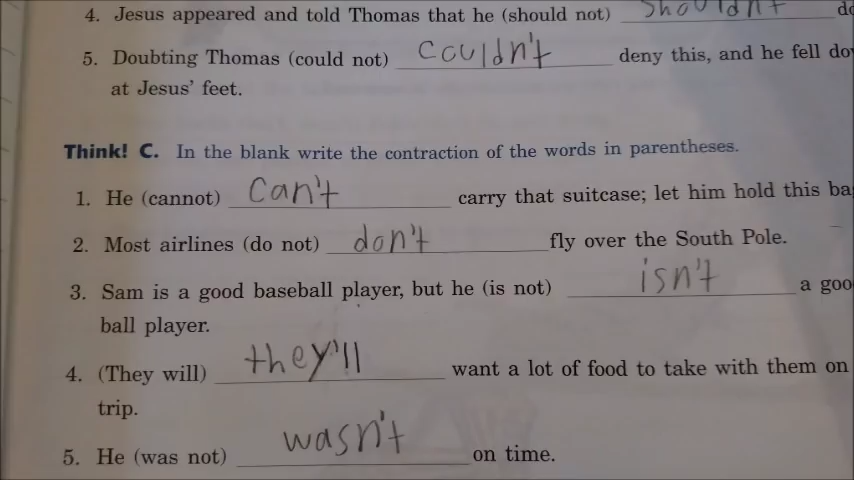 4. Jesus appeared and told Thomas that he (should not) shouldn't
5. Doubting Thomas (could not) couldn't deny this, and he fell
at Jesus' feet.
Think! C. In the blank write the contraction of the words in parentheses.
1. He (cannot) can't carry that suitcase; let him hold this
2. Most airlines (do not) don't fly over the South Pole.
3. Sam is a good baseball player, but he (is not) isn't a
ball player.
4. (They will) they'll want a lot of food to take with them on
trip.
5. He (was not) wasn't on time.